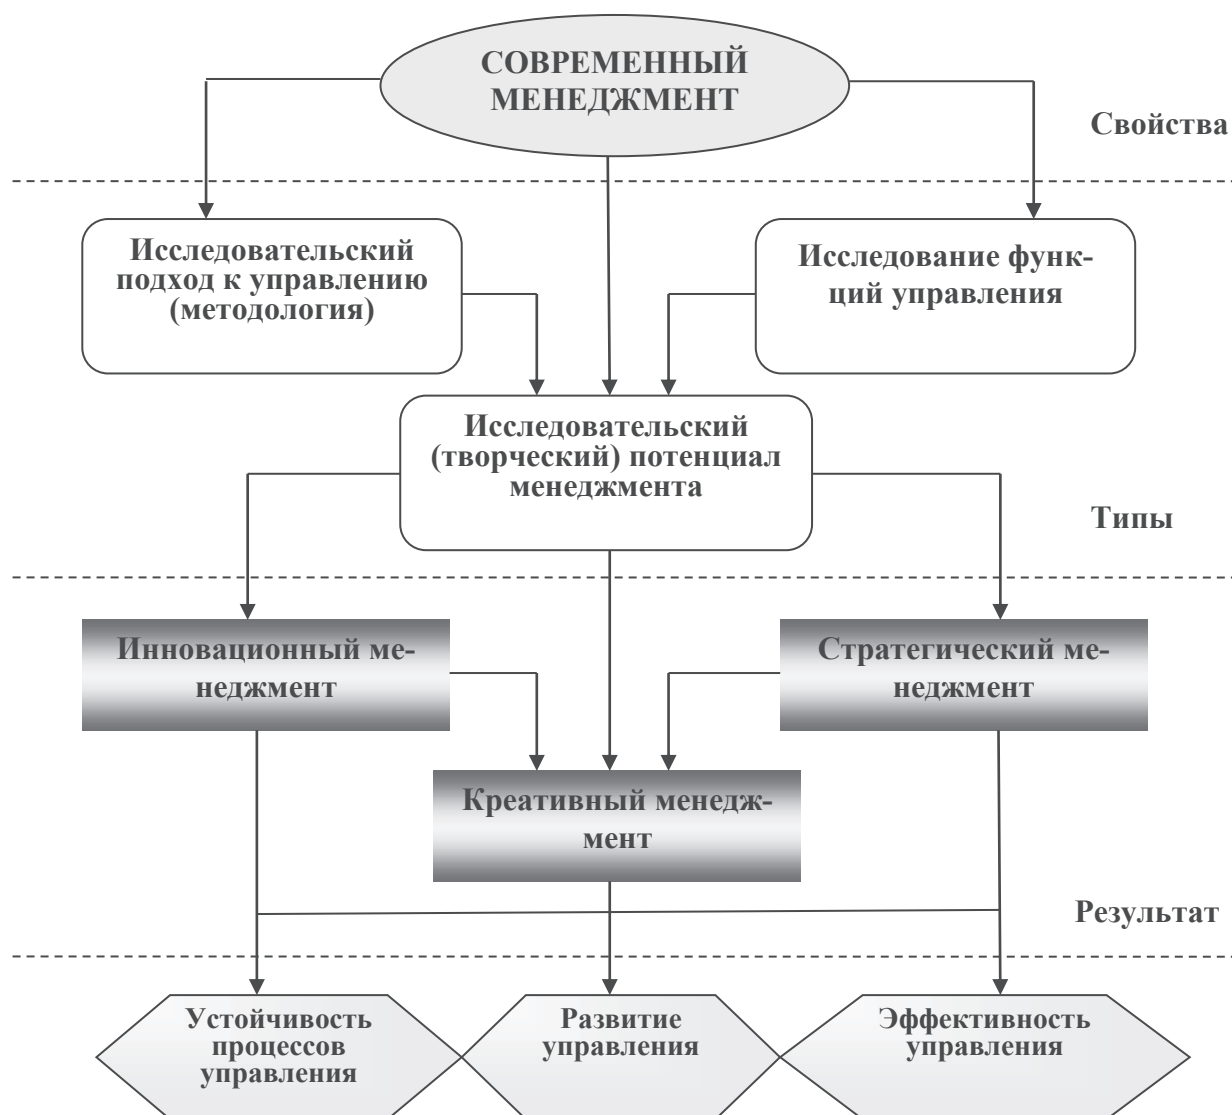 СОВРЕМЕННЫЙ
МЕНЕДЖМЕНТ
Свойства
Исследовательский
подход к управлению
(методология)
Исследование функ-
ций управления
Исследовательский
(творческий) потенциал
менеджмента
Типы
Инновационный ме-
неджмент
Стратегический ме-
неджмент
Креативный менедж-
мент
Результат
Устойчивость
процессов
управления
Развитие
управления
Эффективность
управления